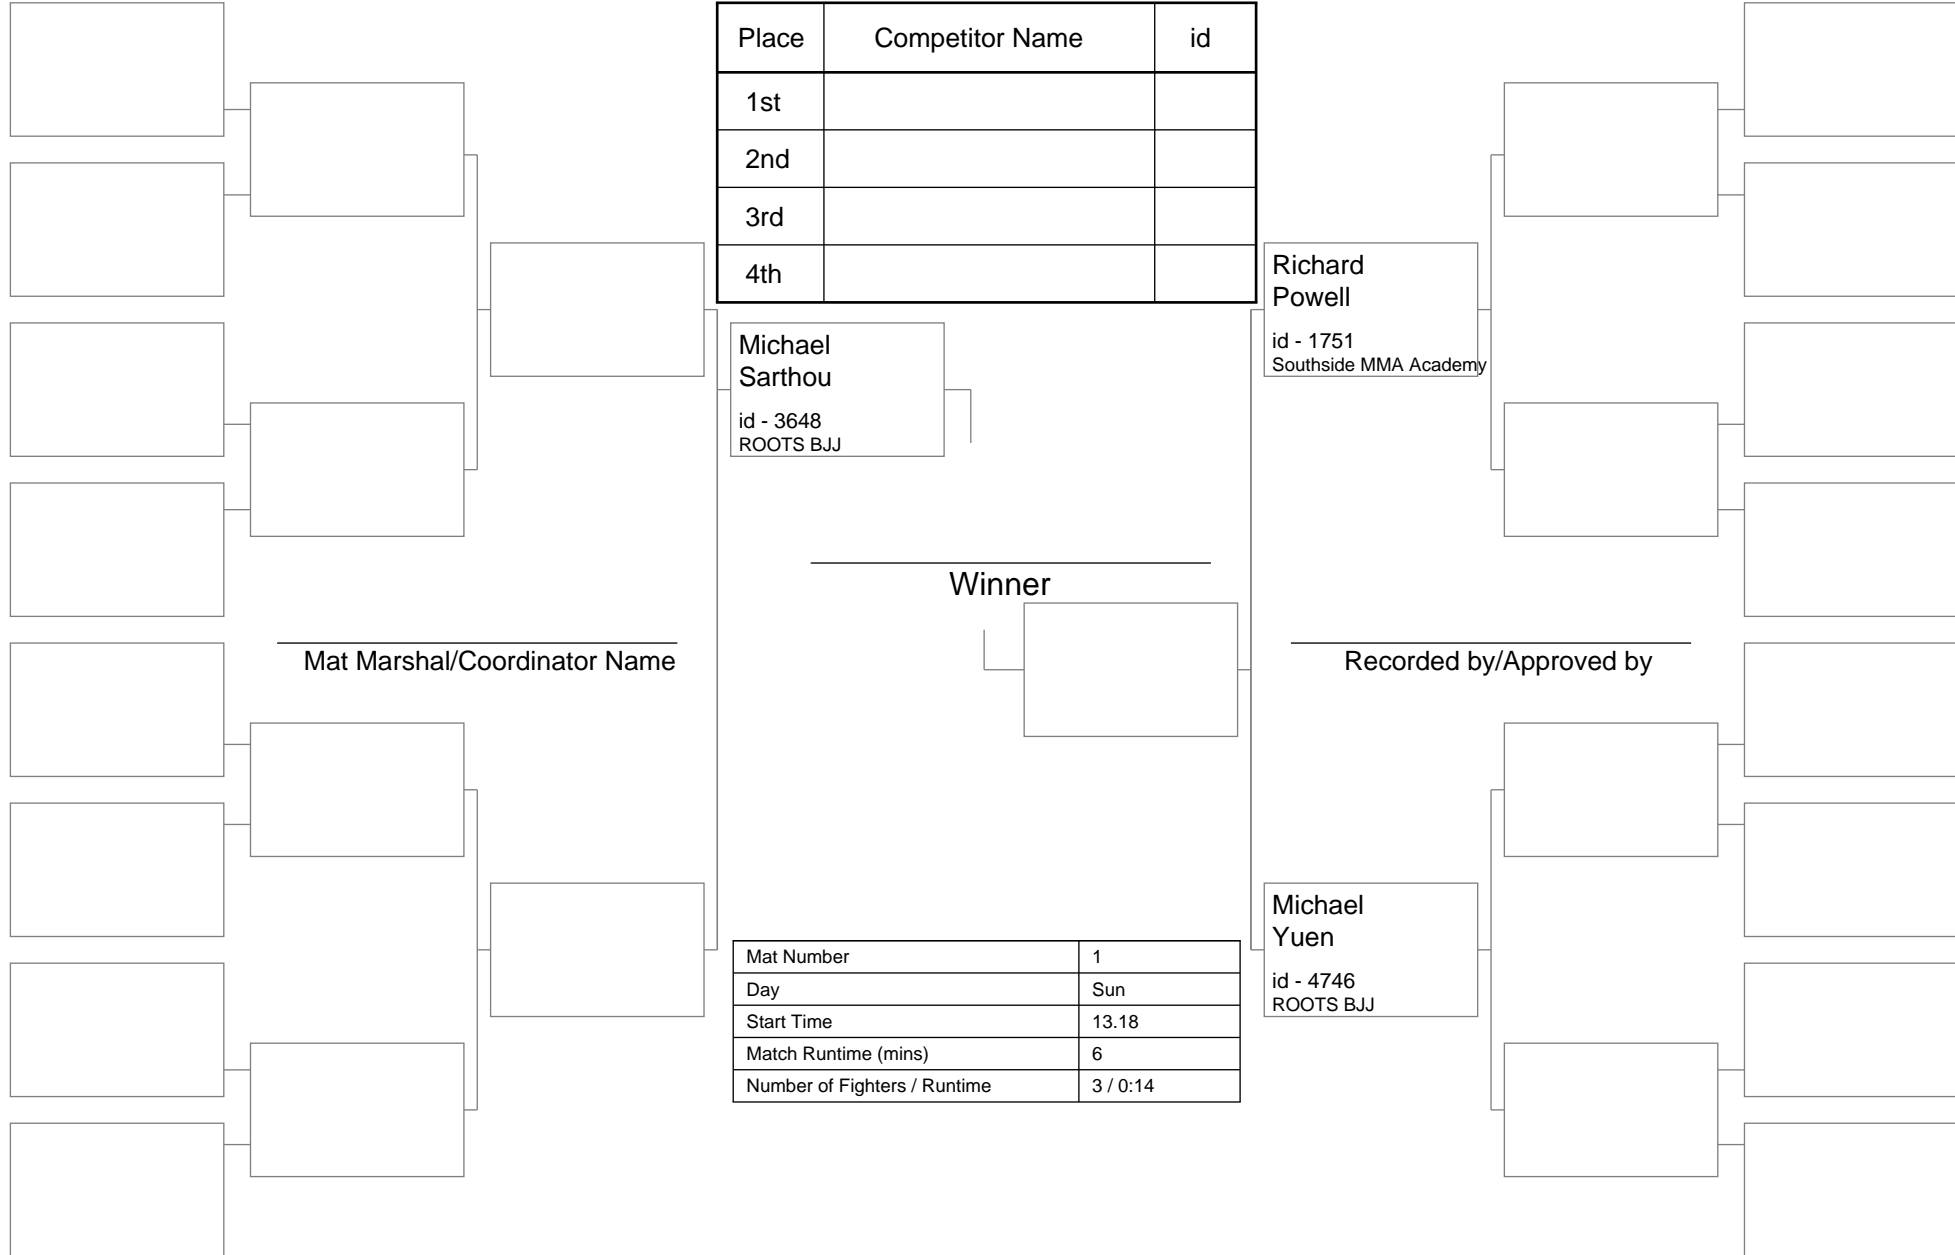 Place Competitor Name id
1st
2nd
3rd
4th
Richard
Powell
id - 1751
Southside MMA Academy
Michael
Sarthou
id - 3648
ROOTS BJJ
Winner
Mat Marshal/Coordinator Name
Recorded by/Approved by
Michael
Yuen
id - 4746
ROOTS BJJ
Mat Number 1
Day Sun
Start Time 13.18
Match Runtime (mins) 6
Number of Fighters / Runtime 3 / 0:14